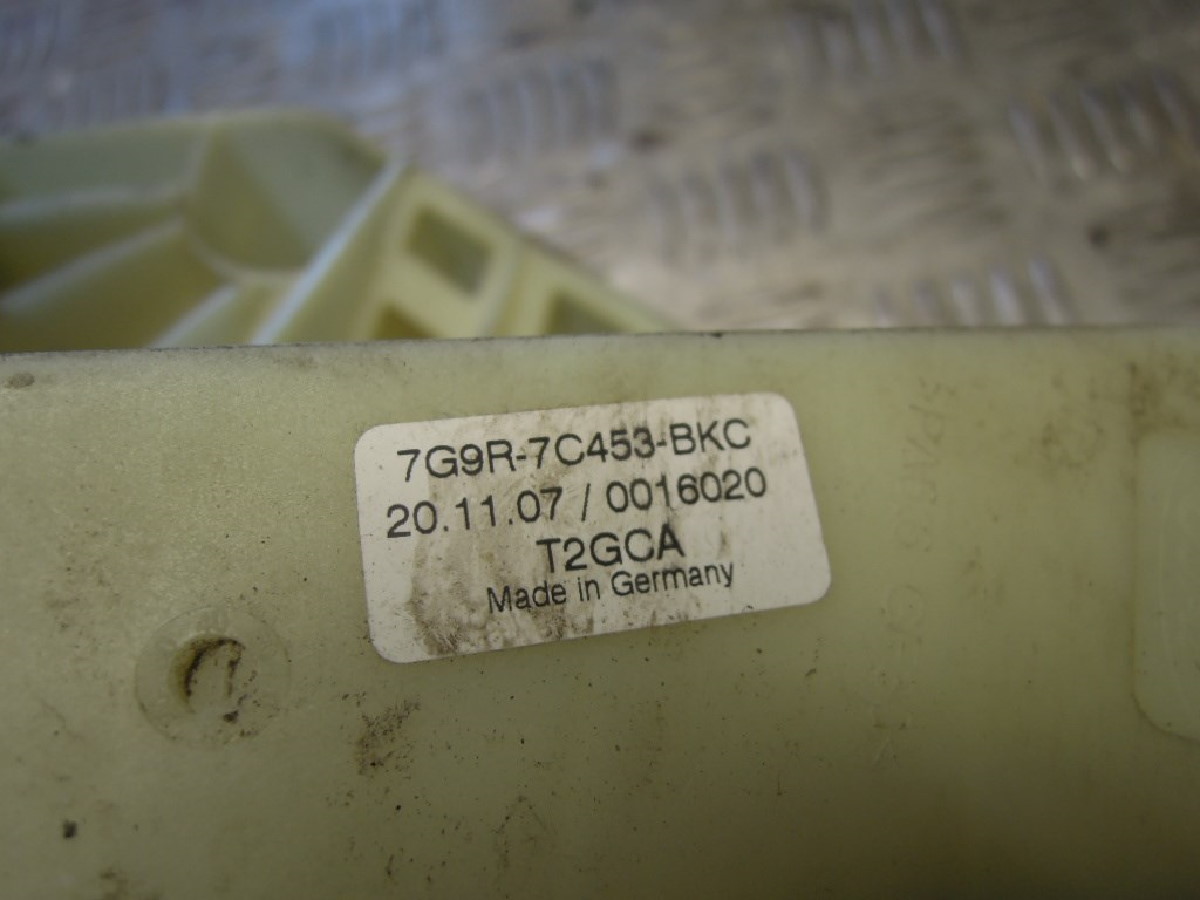 7G9R-7C453-BKC
20.11.07 / 0016020
T2GCA
Made in Germany